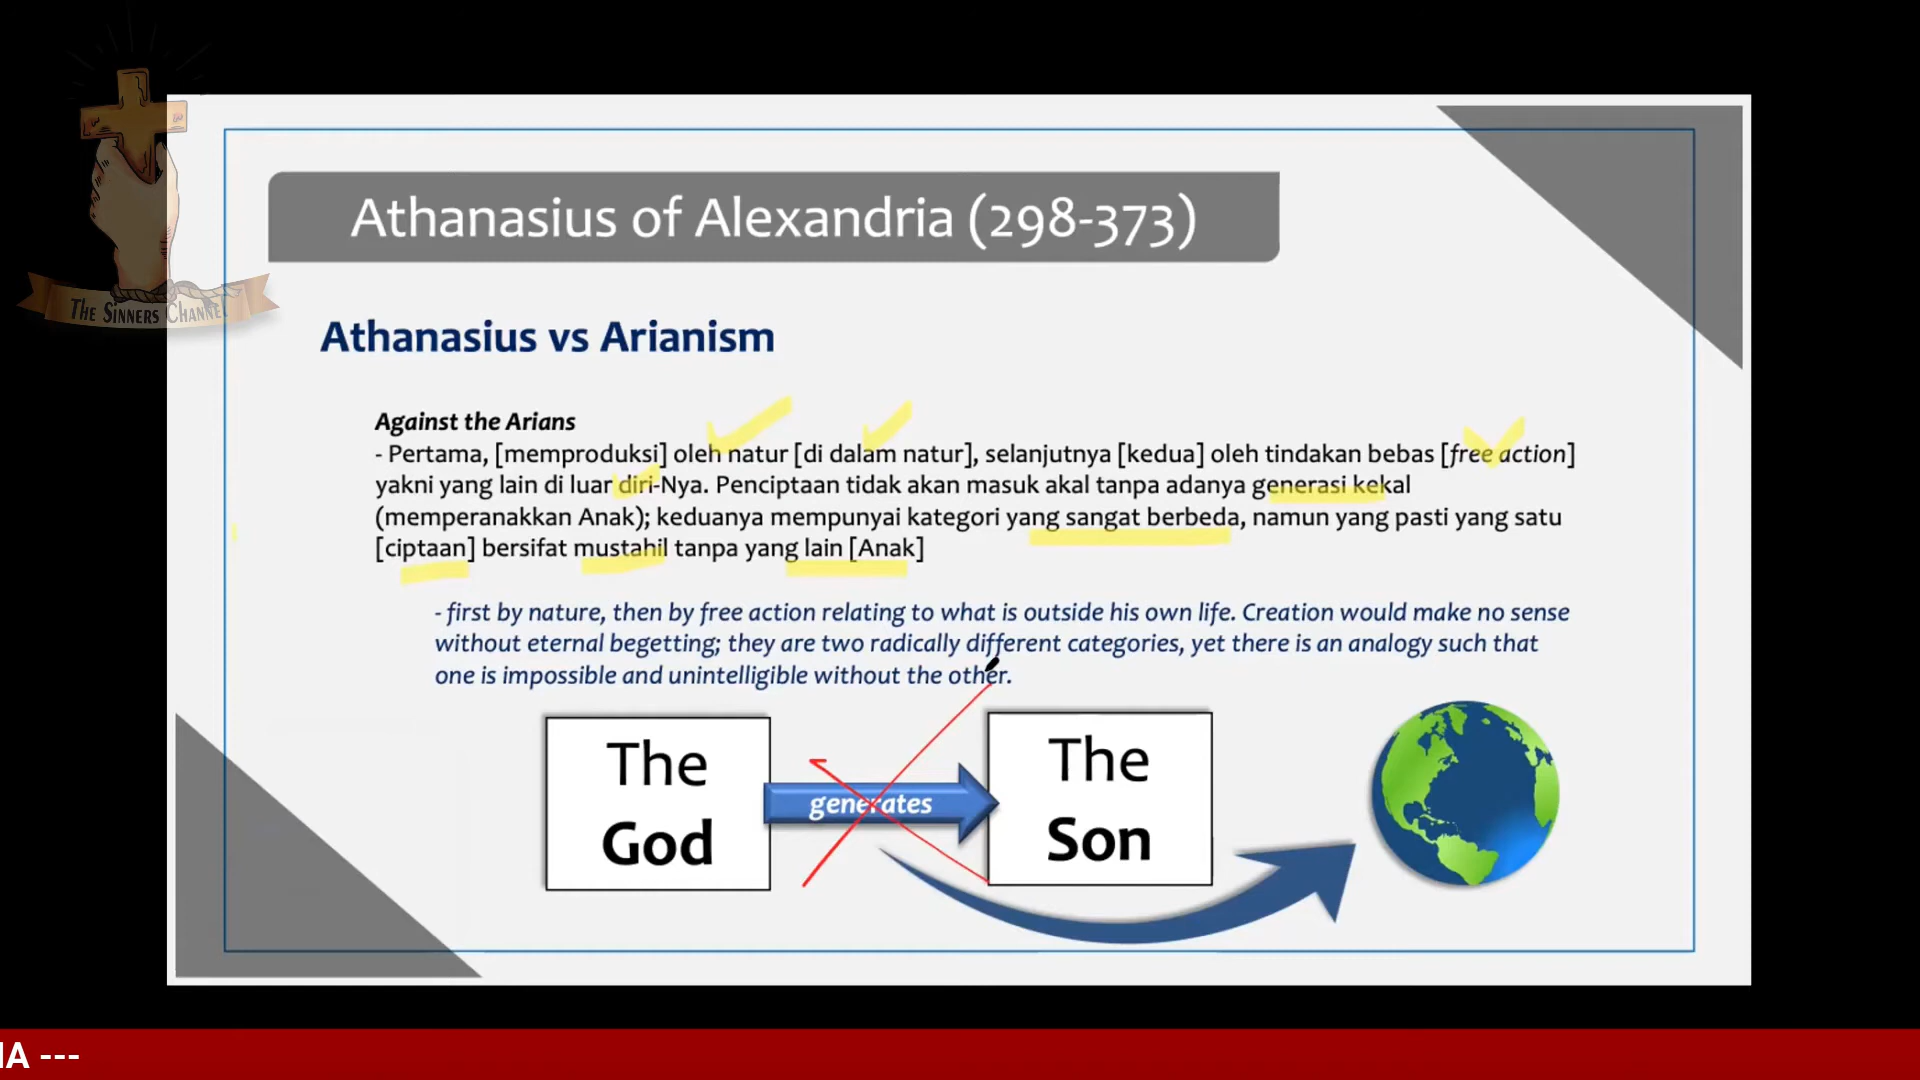 THE SINNERS CHANNEL
Athanasius of Alexandria (298-373)
Athanasius vs Arianism
Against the Arians
- Pertama, [memproduksi] oleh natur [di dalam natur], selanjutnya [kedua] oleh tindakan bebas [free action]
yakni yang lain di luar diri-Nya. Penciptaan tidak akan masuk akal tanpa adanya generasi kekal
(memperanakkan Anak); keduanya mempunyai kategori yang sangat berbeda, namun yang pasti yang satu
[ciptaan] bersifat mustahil tanpa yang lain [Anak]
- first by nature, then by free action relating to what is outside his own life. Creation would make no sense
without eternal begetting; they are two radically different categories, yet there is an analogy such that
one is impossible and unintelligible without the other.
The
God
generates
The
Son
---